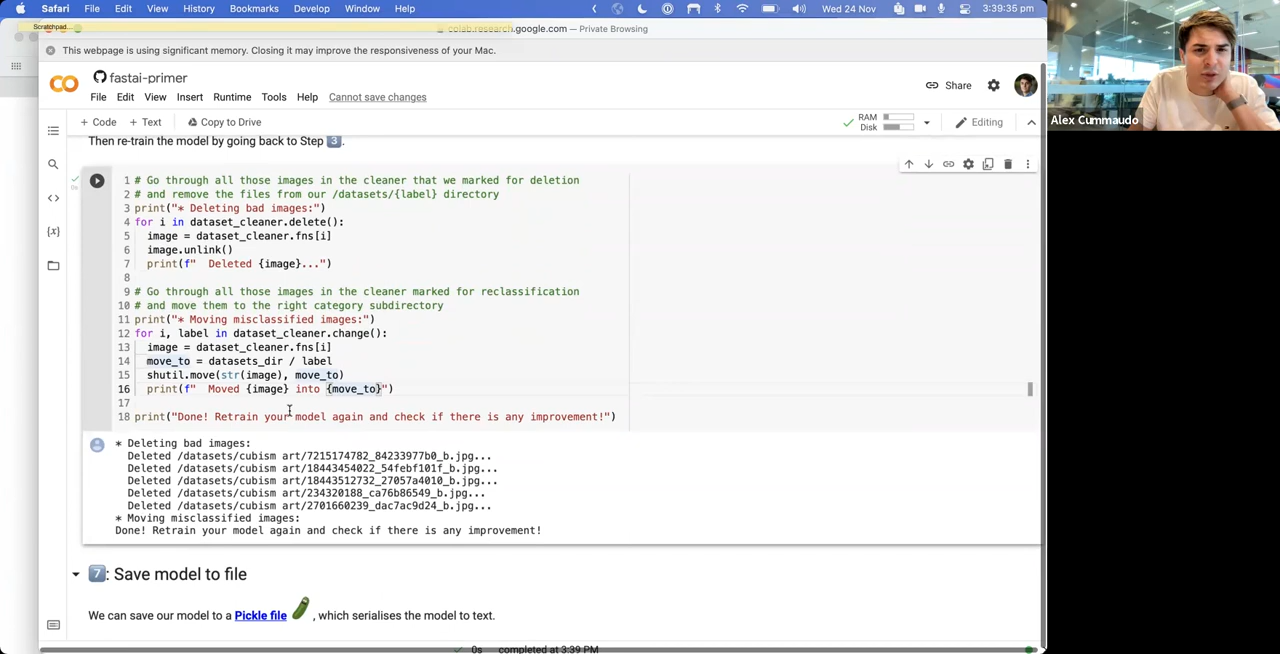 Safari File Edit View History Bookmarks Develop Window Help Wed 24 Nov 3:39:35 pm
Scratchpad...
colab.research.google.com — Private Browsing
This webpage is using significant memory. Closing it may improve the responsiveness of your Mac.
fastai-primer
File Edit View Insert Runtime Tools Help Cannot save changes
Share
+ Code + Text Copy to Drive
RAM
Disk
Editing
Then re-train the model by going back to Step 3.
1 # Go through all those images in the cleaner that we marked for deletion
2 # and remove the files from our /datasets/{label} directory
3 print("* Deleting bad images:")
4 for i in dataset_cleaner.delete():
5 image = dataset_cleaner.fns[i]
6 image.unlink()
7 print(f" Deleted {image}...")
8
9 # Go through all those images in the cleaner marked for reclassification
10 # and move them to the right category subdirectory
11 print("* Moving misclassified images:")
12 for i, label in dataset_cleaner.change():
13 image = dataset_cleaner.fns[i]
14 move_to = datasets_dir / label
15 shutil.move(str(image), move_to)
16 print(f" Moved {image} into {move_to}")
17
18 print("Done! Retrain your model again and check if there is any improvement!")
0s
{x}
* Deleting bad images:
Deleted /datasets/cubism art/7215174782_84233977b0_b.jpg...
Deleted /datasets/cubism art/18443454022_54febf101f_b.jpg...
Deleted /datasets/cubism art/18443512732_27057a4010_b.jpg...
Deleted /datasets/cubism art/234320188_ca76b86549_b.jpg...
Deleted /datasets/cubism art/2701660239_dac7ac9d24_b.jpg...
* Moving misclassified images:
Done! Retrain your model again and check if there is any improvement!
7: Save model to file
We can save our model to a Pickle file , which serialises the model to text.
0s completed at 3:39 PM
Alex Cummaudo